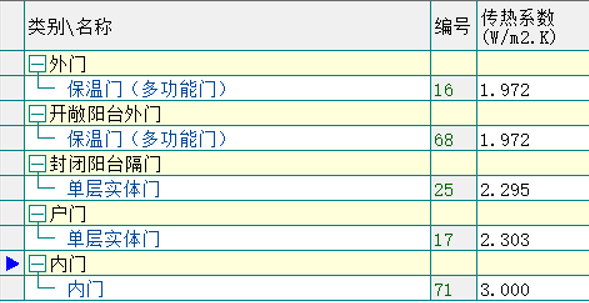 类别\名称 编号 传热系数
(W/m2.K)
外门
保温门（多功能门） 16 1.972
开敞阳台外门
保温门（多功能门） 68 1.972
封闭阳台隔门
单层实体门 25 2.295
户门
单层实体门 17 2.303
内门
内门 71 3.000